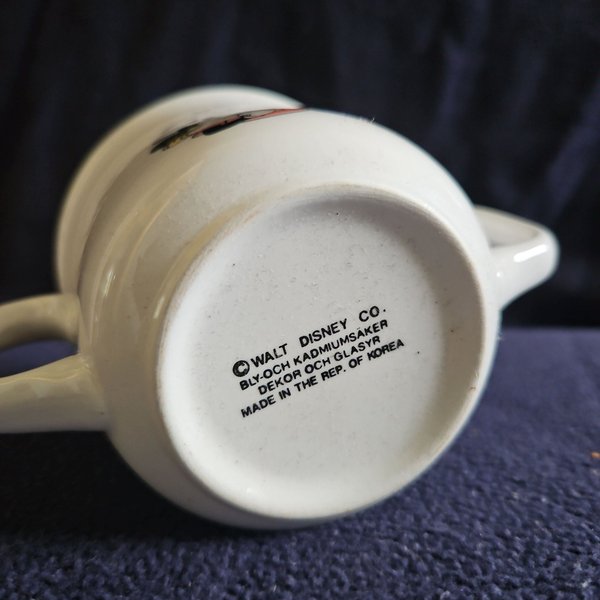 © WALT DISNEY CO.
BLY-OCH KADMIUMSÄKER
DEKOR OCH GLASYR
MADE IN THE REP. OF KOREA